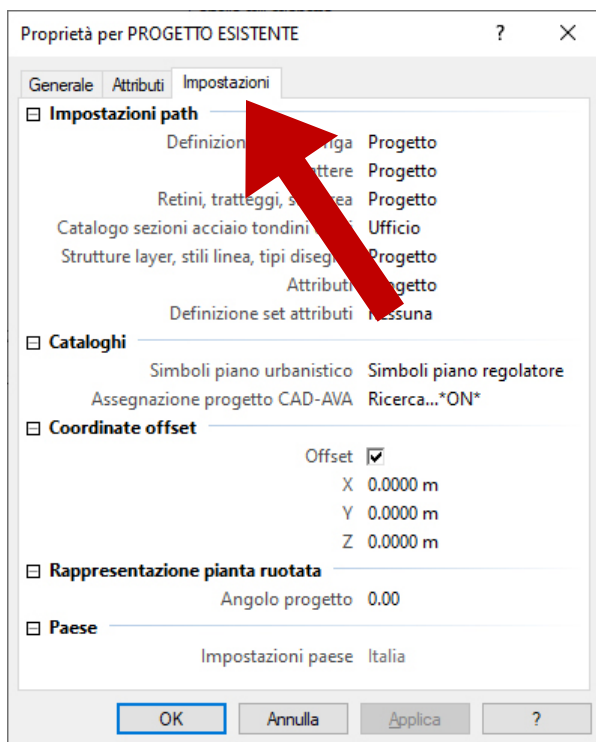 Proprietà per PROGETTO ESISTENTE ? ×
Generale Attributi Impostazioni
Impostazioni path
Progetto
Progetto
Retini, tratteggi, Progetto
Catalogo sezioni acciaio tondini Ufficio
Strutture layer, stili linea, tipi Progetto
Attributi
Definizione set attributi Nessuna
Cataloghi
Simboli piano urbanistico Simboli piano regolatore
Assegnazione progetto CAD-AVA Ricerca...*ON*
Coordinate offset
Offset
X 0.0000 m
Y 0.0000 m
Z 0.0000 m
Rappresentazione pianta ruotata
Angolo progetto 0.00
Paese
Impostazioni paese Italia
OK Annulla Applica ?